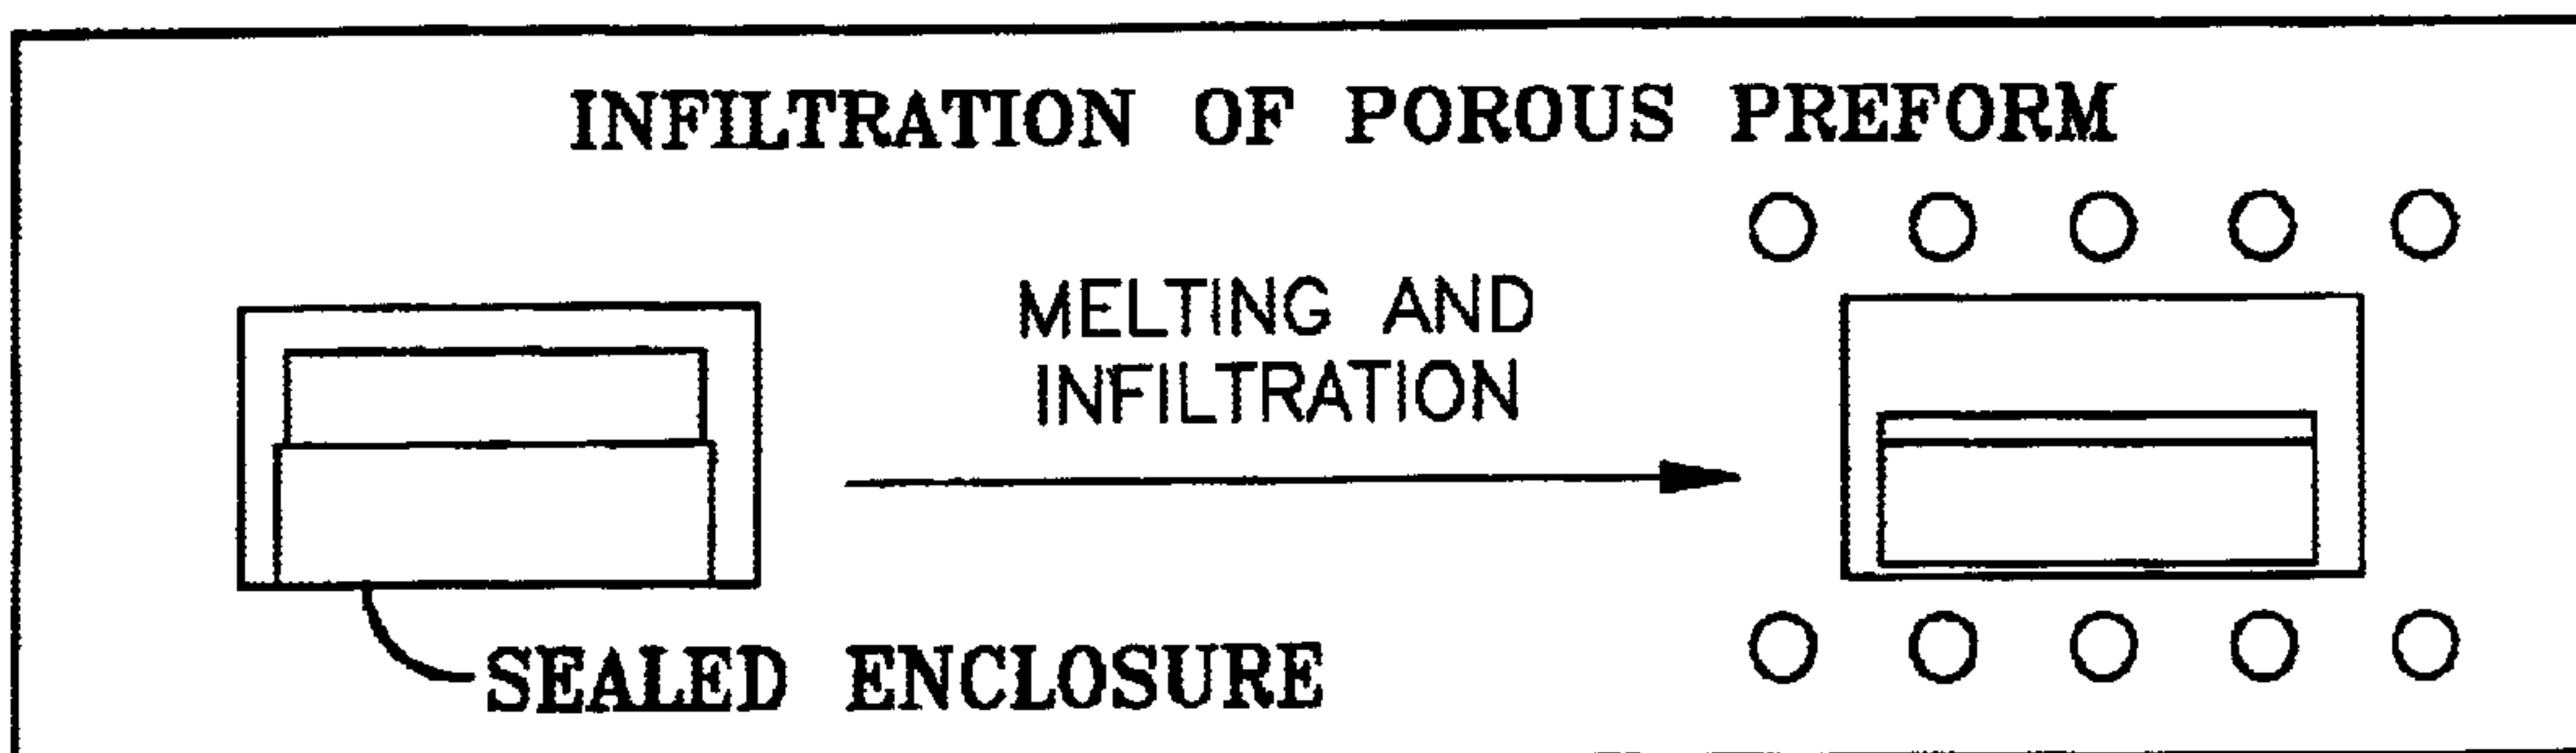 INFILTRATION OF POROUS PREFORM
MELTING AND
INFILTRATION
SEALED ENCLOSURE